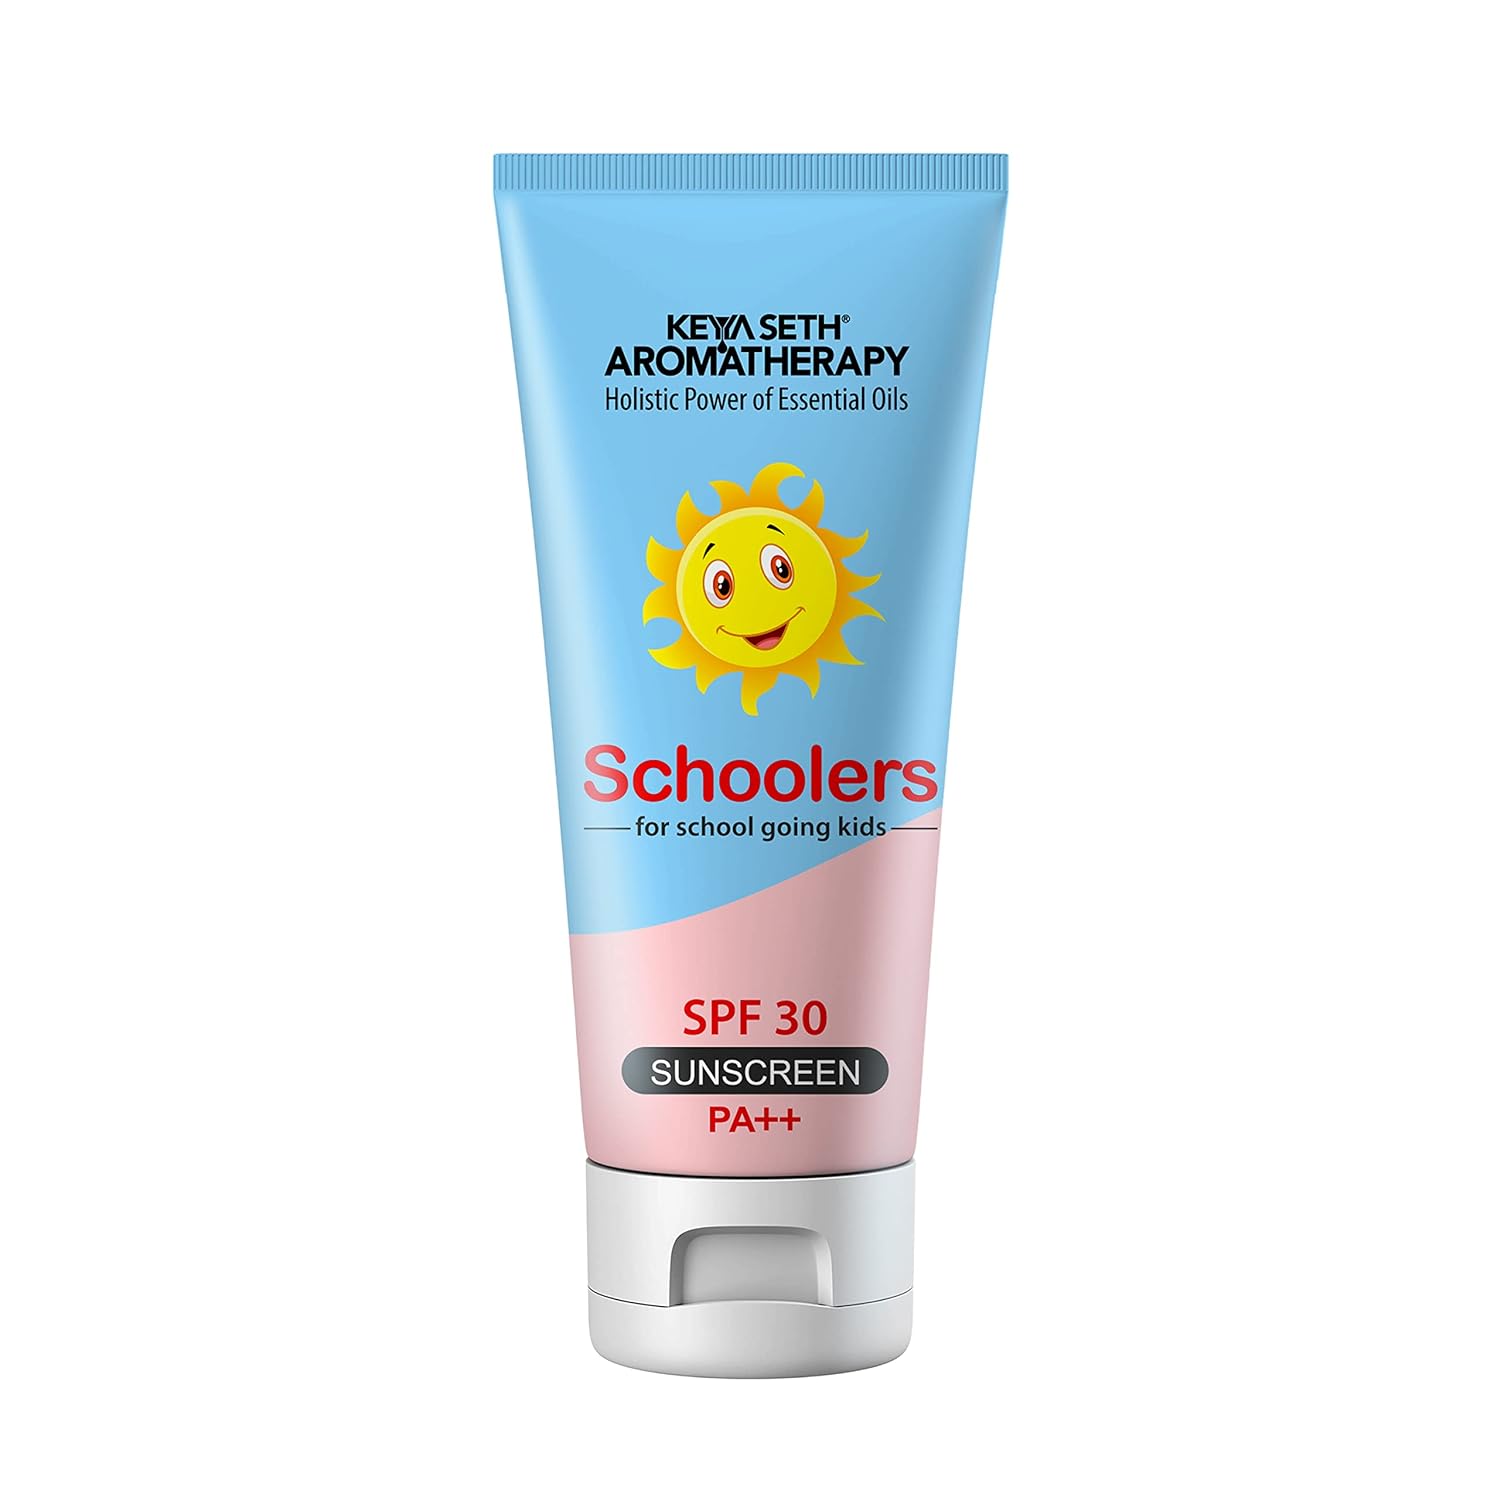 KEYA SETH®
AROMATHERAPY
Holistic Power of Essential Oils
Schoolers
for school going kids
SPF 30
SUNSCREEN
PA++